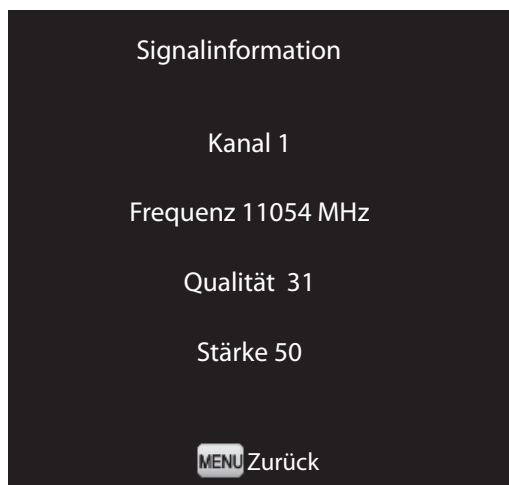 Signalinformation
Kanal 1
Frequenz 11054 MHz
Qualität 31
Stärke 50
MENU Zurück